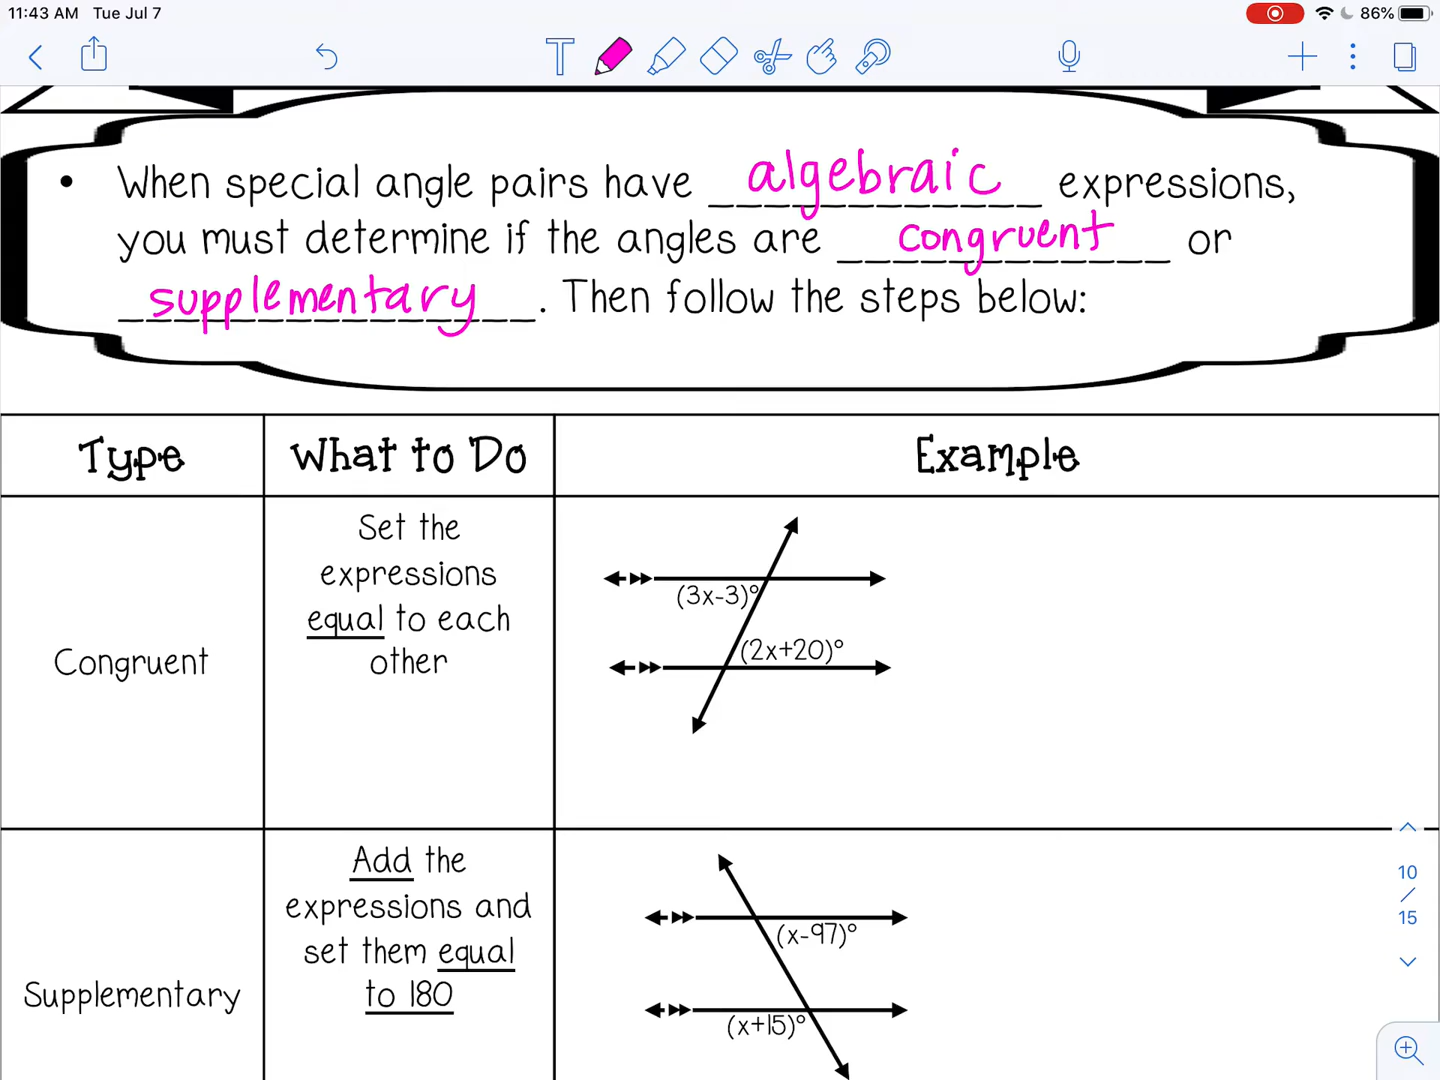 11:43 AM Tue Jul 7
86%
• When special angle pairs have algebraic expressions,
you must determine if the angles are congruent or
supplementary. Then follow the steps below:
Type
What to Do
Example
Congruent
Set the
expressions
equal to each
other
(3x-3)°
(2x+20)°
Supplementary
Add the
expressions and
set them equal
to 180
(x-97)°
(x+15)°
10
/
15